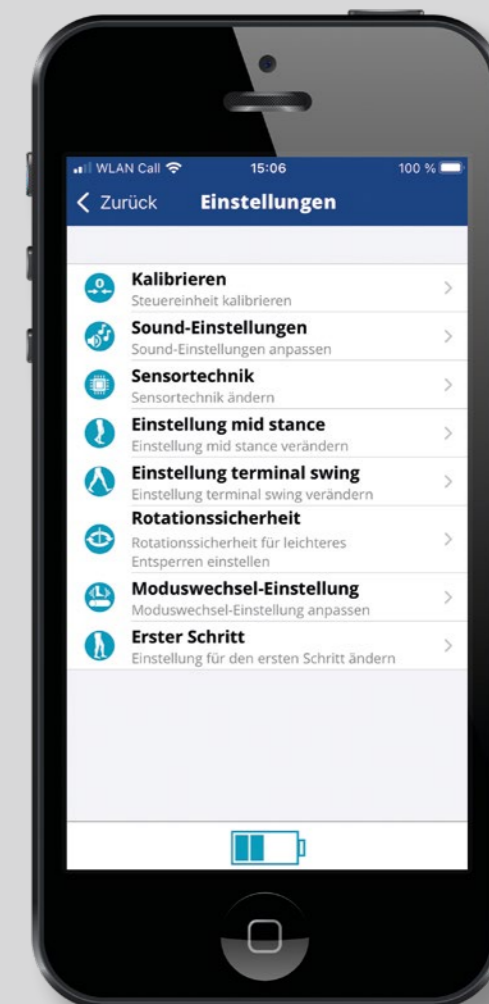 WLAN Call 15:06 100 %
Zurück Einstellungen
Kalibrieren
Steuereinheit kalibrieren
Sound-Einstellungen
Sound-Einstellungen anpassen
Sensortechnik
Sensortechnik ändern
Einstellung mid stance
Einstellung mid stance verändern
Einstellung terminal swing
Einstellung terminal swing verändern
Rotationssicherheit
Rotationssicherheit für leichteres
Entsperren einstellen
Moduswechsel-Einstellung
Moduswechsel-Einstellung anpassen
Erster Schritt
Einstellung für den ersten Schritt ändern